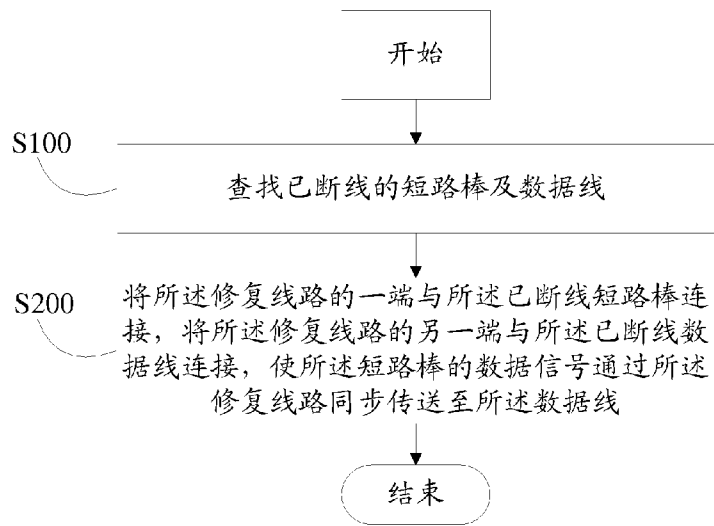 开始
S100
查找已断线的短路棒及数据线
S200
将所述修复线路的一端与所述已断线短路棒连
接，将所述修复线路的另一端与所述已断线数
据线连接，使所述短路棒的数据信号通过所述
修复线路同步传送至所述数据线
结束